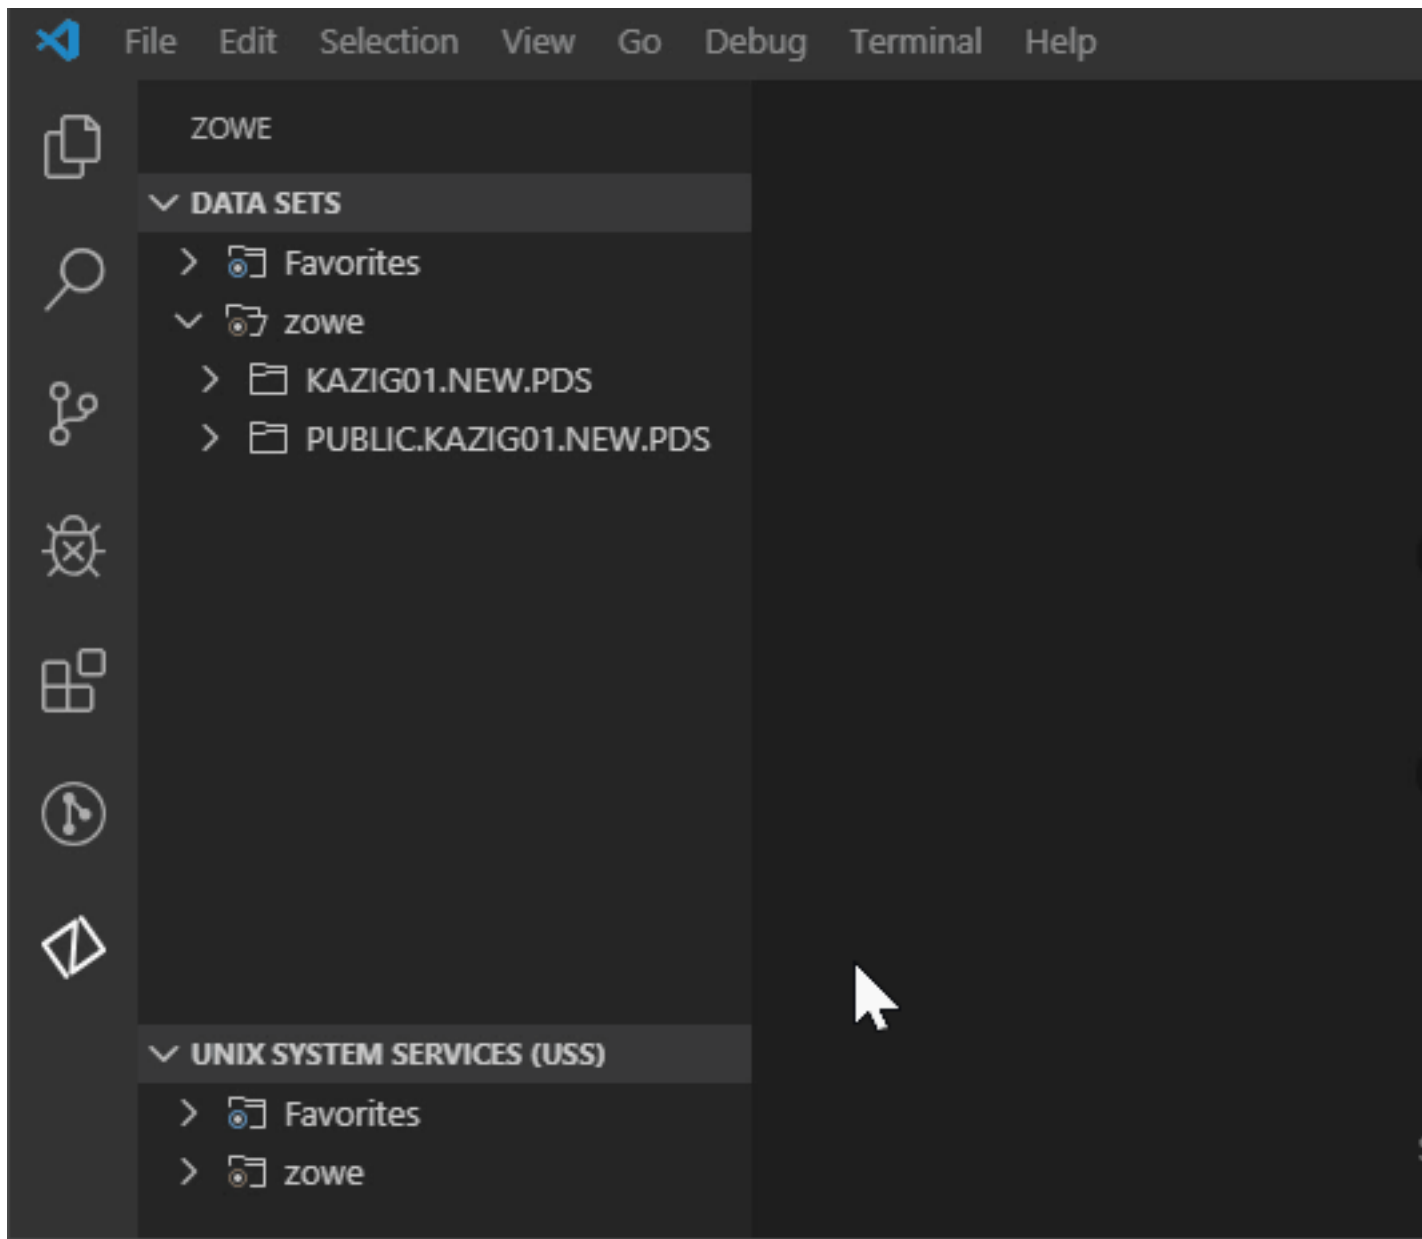 File Edit Selection View Go Debug Terminal Help
ZOWE
DATA SETS
Favorites
zowe
KAZIG01.NEW.PDS
PUBLIC.KAZIG01.NEW.PDS
UNIX SYSTEM SERVICES (USS)
Favorites
zowe